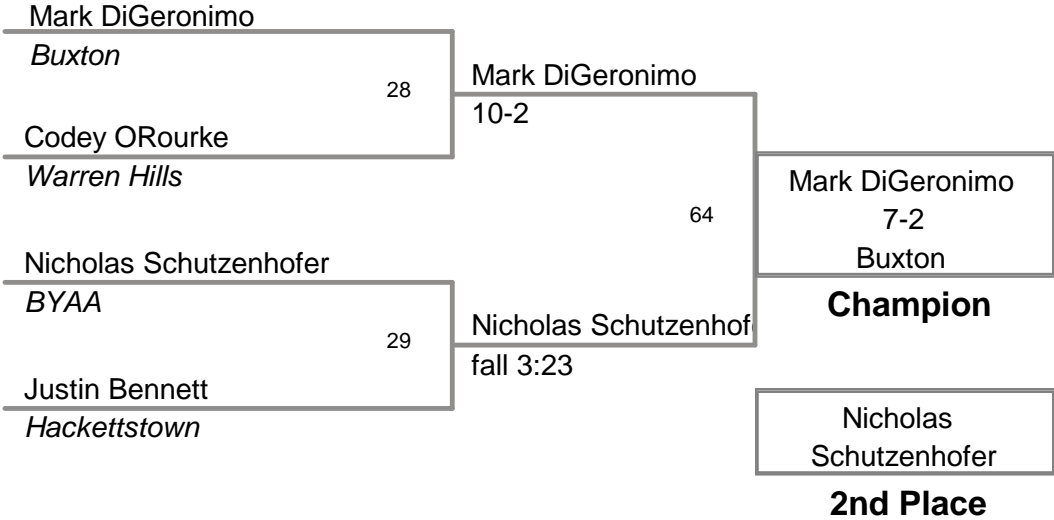 Mark DiGeronimo
Buxton
28
Codey ORourke
Warren Hills
Mark DiGeronimo
10-2
Nicholas Schutzenhofer
BYAA
29
Justin Bennett
Hackettstown
Nicholas Schutzenhof
fall 3:23
64
Mark DiGeronimo
7-2
Buxton
Champion
Nicholas
Schutzenhofer
2nd Place